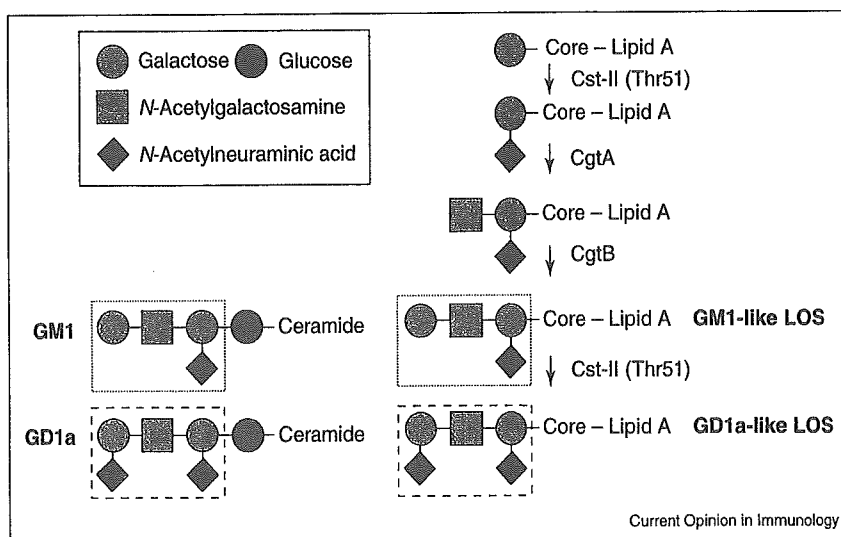 Galactose Glucose
N-Acetylgalactosamine
N-Acetylneuraminic acid
Core – Lipid A
Cst-II (Thr51)
Core – Lipid A
CgtA
Core – Lipid A
CgtB
GM1 Ceramide
Core – Lipid A GM1-like LOS
Cst-II (Thr51)
GD1a Ceramide
Core – Lipid A GD1a-like LOS
Current Opinion in Immunology